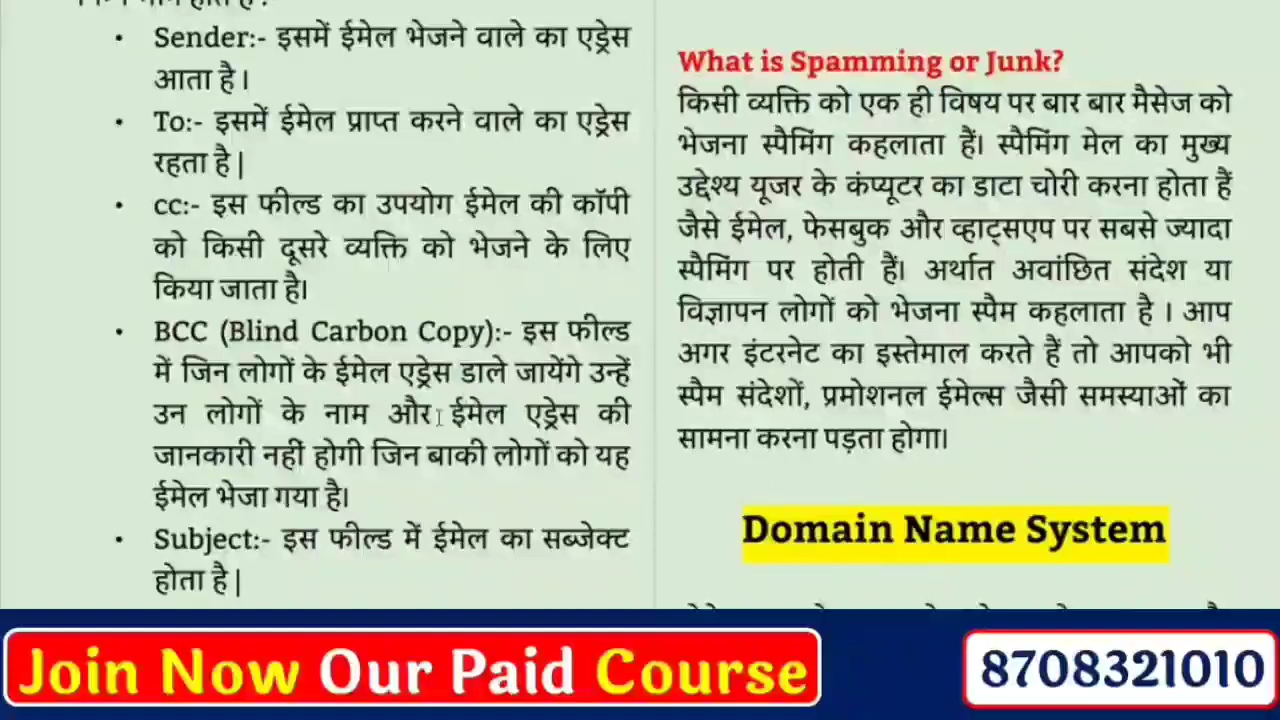 Sender:- इसमें ईमेल भेजने वाले का एड्रेस
आता है ।
To:- इसमें ईमेल प्राप्त करने वाले का एड्रेस
रहता है |
cc:- इस फील्ड का उपयोग ईमेल की कॉपी
को किसी दूसरे व्यक्ति को भेजने के लिए
किया जाता है।
BCC (Blind Carbon Copy):- इस फील्ड
में जिन लोगों के ईमेल एड्रेस डाले जायेंगे उन्हें
उन लोगों के नाम और ईमेल एड्रेस की
जानकारी नहीं होगी जिन बाकी लोगों को यह
ईमेल भेजा गया है।
Subject:- इस फील्ड में ईमेल का सब्जेक्ट
होता है |
What is Spamming or Junk?
किसी व्यक्ति को एक ही विषय पर बार बार मैसेज को
भेजना स्पैमिंग कहलाता हैं। स्पैमिंग मेल का मुख्य
उद्देश्य यूजर के कंप्यूटर का डाटा चोरी करना होता हैं
जैसे ईमेल, फेसबुक और व्हाट्सएप पर सबसे ज्यादा
स्पैमिंग पर होती हैं। अर्थात अवांछित संदेश या
विज्ञापन लोगों को भेजना स्पैम कहलाता है । आप
अगर इंटरनेट का इस्तेमाल करते हैं तो आपको भी
स्पैम संदेशों, प्रमोशनल ईमेल्स जैसी समस्याओं का
सामना करना पड़ता होगा।
Domain Name System
Join Now Our Paid Course
8708321010